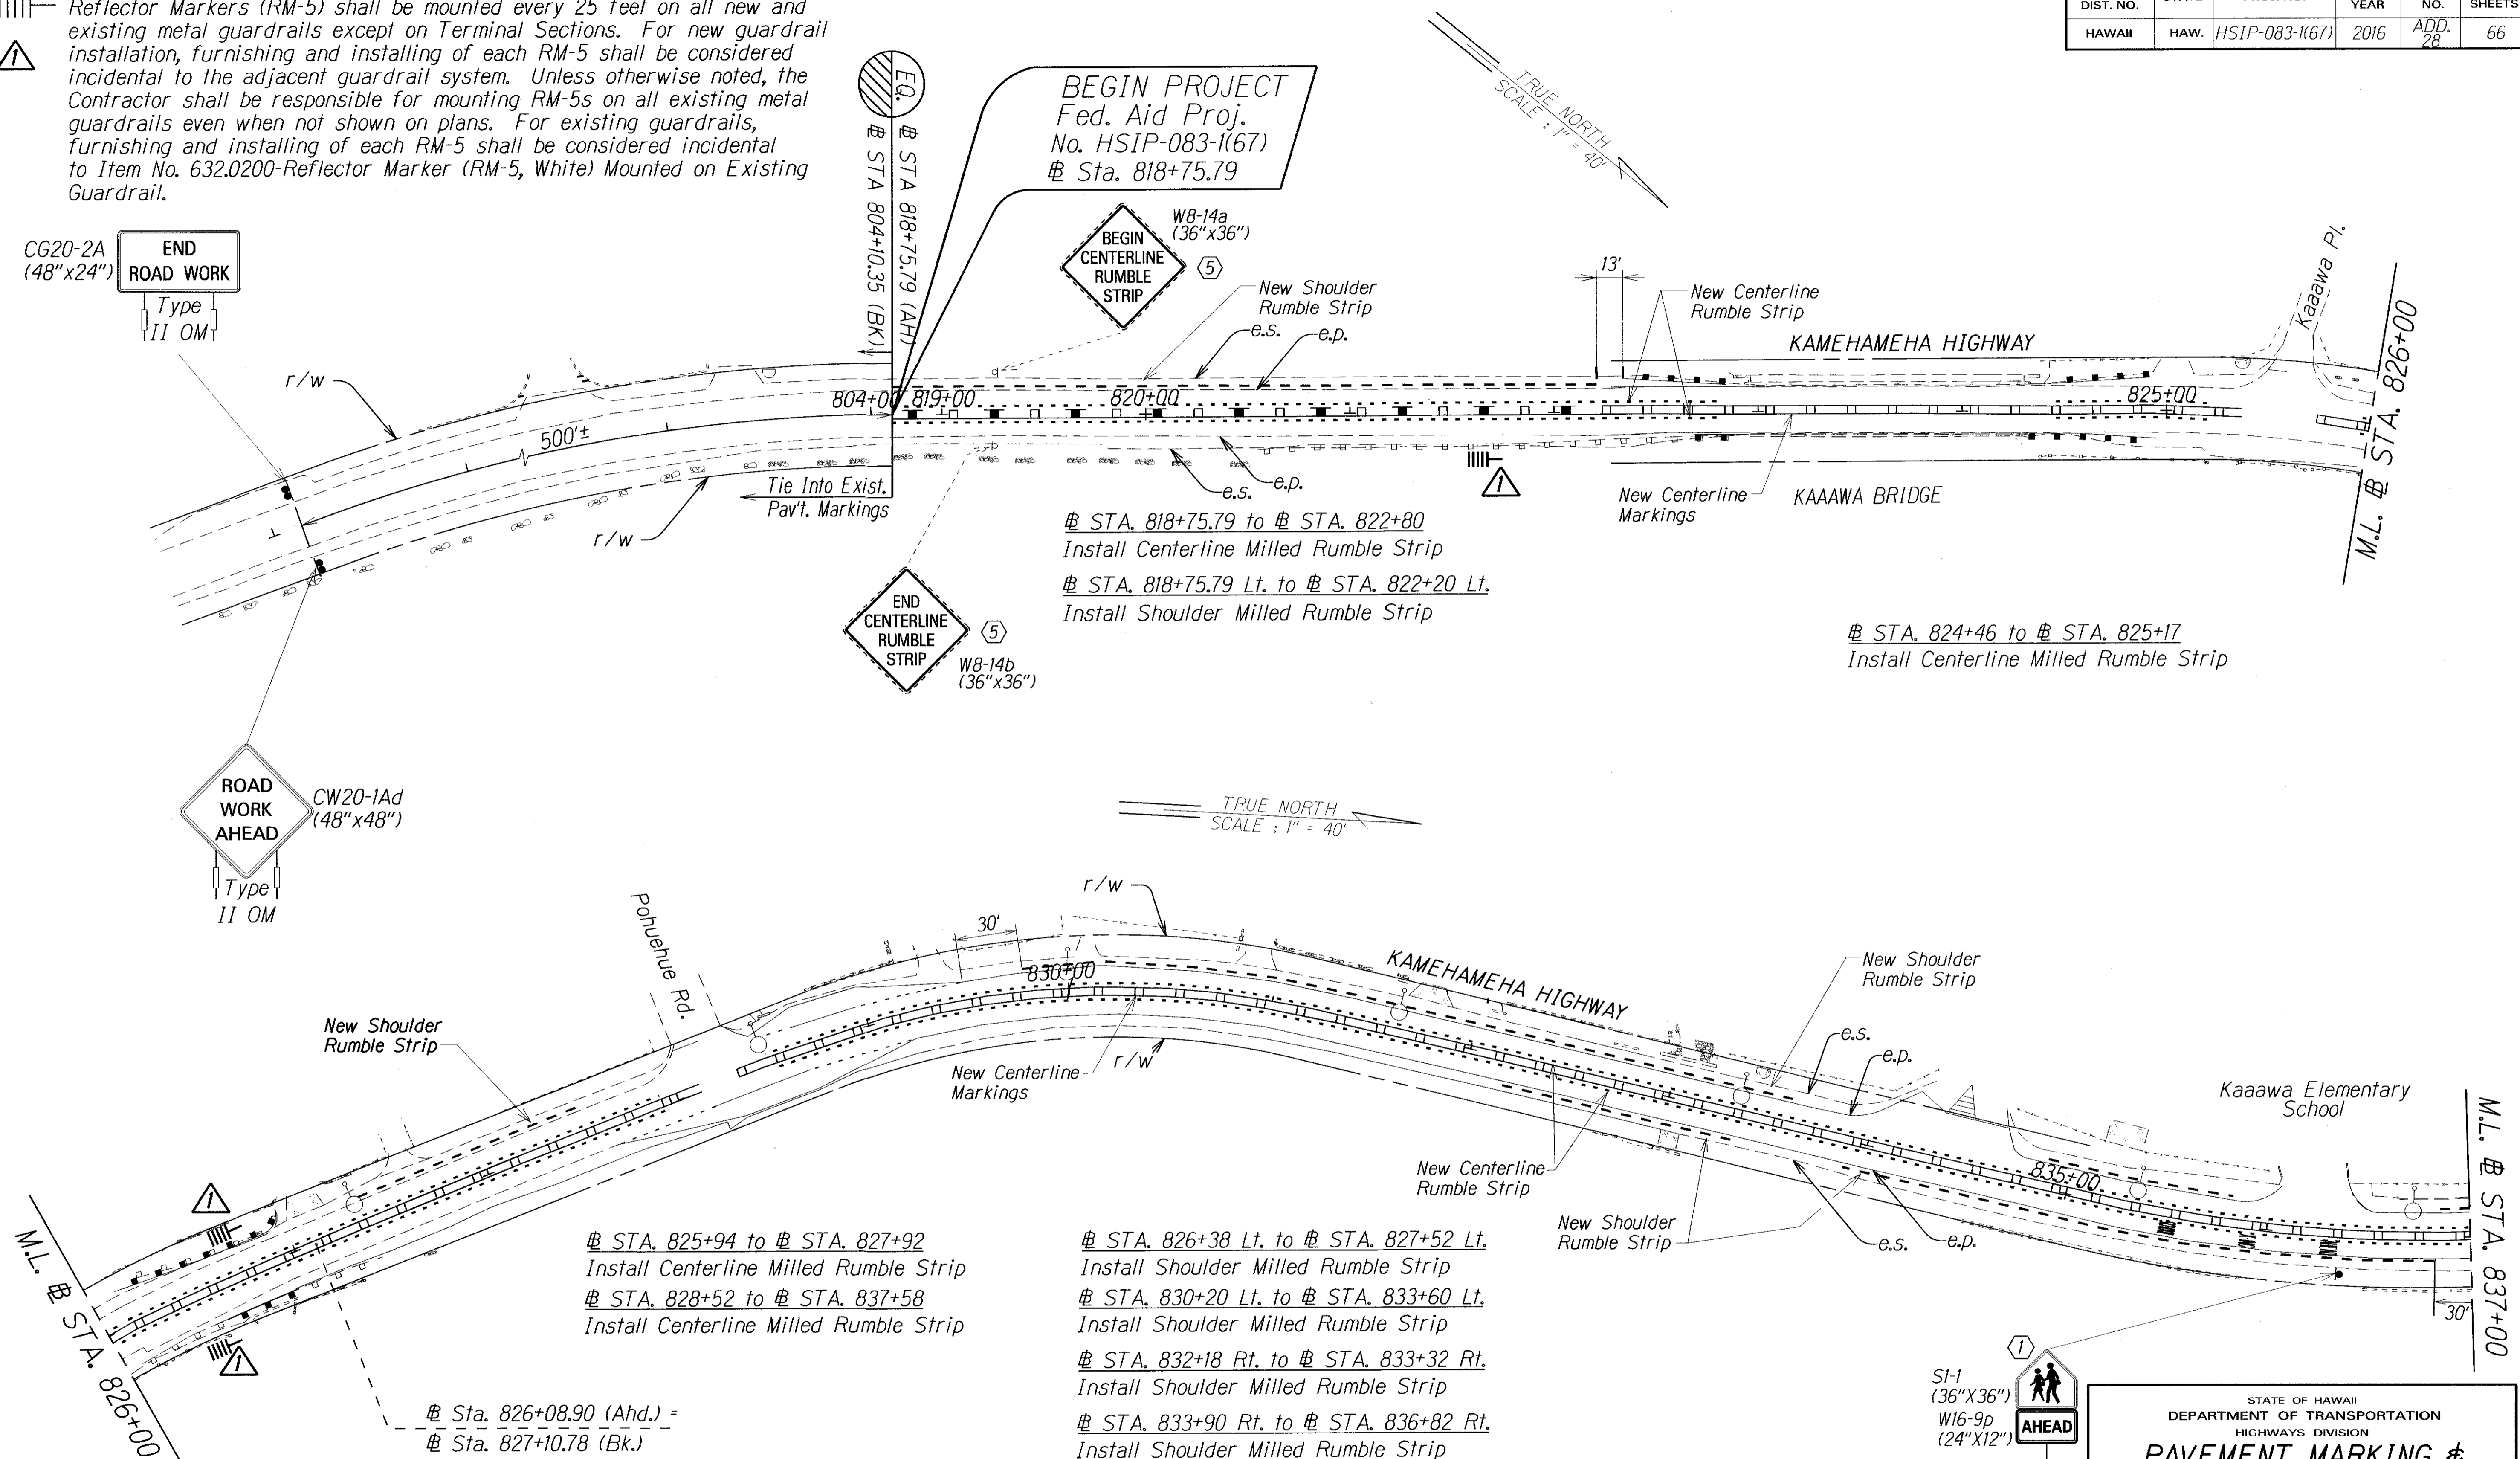 Reflector Markers (RM-5) shall be mounted every 25 feet on all new and
existing metal guardrails except on Terminal Sections. For new guardrail
installation, furnishing and installing of each RM-5 shall be considered
incidental to the adjacent guardrail system. Unless otherwise noted, the
Contractor shall be responsible for mounting RM-5s on all existing metal
guardrails even when not shown on plans. For existing guardrails,
furnishing and installing of each RM-5 shall be considered incidental
to Item No. 632.0200-Reflector Marker (RM-5, White) Mounted on Existing
Guardrail.
1
DIST. NO.
YEAR
NO.
SHEETS
HAWAII
HAW.
HSIP-083-1(67)
2016
ADD.
28
66
EQ.
℄ STA 804+10.35 (BK)
℄ STA 818+75.79 (AH)
BEGIN PROJECT
Fed. Aid Proj.
No. HSIP-083-1(67)
℄ Sta. 818+75.79
TRUE NORTH
SCALE : 1" = 40'
CG20-2A
(48"x24")
END
ROAD WORK
Type
II OM
W8-14a
(36"x36")
BEGIN
CENTERLINE
RUMBLE
STRIP
5
New Shoulder
Rumble Strip
e.s.
e.p.
13'
New Centerline
Rumble Strip
KAMEHAMEHA HIGHWAY
Kaaawa Pl.
M.L. ℄ STA. 826+00
r/w
500'±
804+00
819+00
820+00
825+00
Tie Into Exist.
Pav't. Markings
r/w
e.s.
e.p.
1
New Centerline
Markings
KAAAWA BRIDGE
℄ STA. 818+75.79 to ℄ STA. 822+80
Install Centerline Milled Rumble Strip
℄ STA. 818+75.79 Lt. to ℄ STA. 822+20 Lt.
Install Shoulder Milled Rumble Strip
END
CENTERLINE
RUMBLE
STRIP
5
W8-14b
(36"x36")
℄ STA. 824+46 to ℄ STA. 825+17
Install Centerline Milled Rumble Strip
ROAD
WORK
AHEAD
CW20-1Ad
(48"x48")
Type
II OM
TRUE NORTH
SCALE : 1" = 40'
Pohuehue Rd.
30'
r/w
830+00
KAMEHAMEHA HIGHWAY
New Shoulder
Rumble Strip
e.s.
e.p.
Kaaawa Elementary
School
M.L. ℄ STA. 837+00
New Shoulder
Rumble Strip
New Centerline
Markings
r/w
New Centerline
Rumble Strip
835+00
New Shoulder
Rumble Strip
e.s.
e.p.
30'
1
1
M.L. ℄ STA. 826+00
℄ STA. 825+94 to ℄ STA. 827+92
Install Centerline Milled Rumble Strip
℄ STA. 828+52 to ℄ STA. 837+58
Install Centerline Milled Rumble Strip
℄ STA. 826+38 Lt. to ℄ STA. 827+52 Lt.
Install Shoulder Milled Rumble Strip
℄ STA. 830+20 Lt. to ℄ STA. 833+60 Lt.
Install Shoulder Milled Rumble Strip
℄ STA. 832+18 Rt. to ℄ STA. 833+32 Rt.
Install Shoulder Milled Rumble Strip
℄ STA. 833+90 Rt. to ℄ STA. 836+82 Rt.
Install Shoulder Milled Rumble Strip
℄ Sta. 826+08.90 (Ahd.) =
℄ Sta. 827+10.78 (Bk.)
1
S1-1
(36"X36")
W16-9p
(24"X12")
AHEAD
STATE OF HAWAII
DEPARTMENT OF TRANSPORTATION
HIGHWAYS DIVISION
PAVEMENT MARKING &